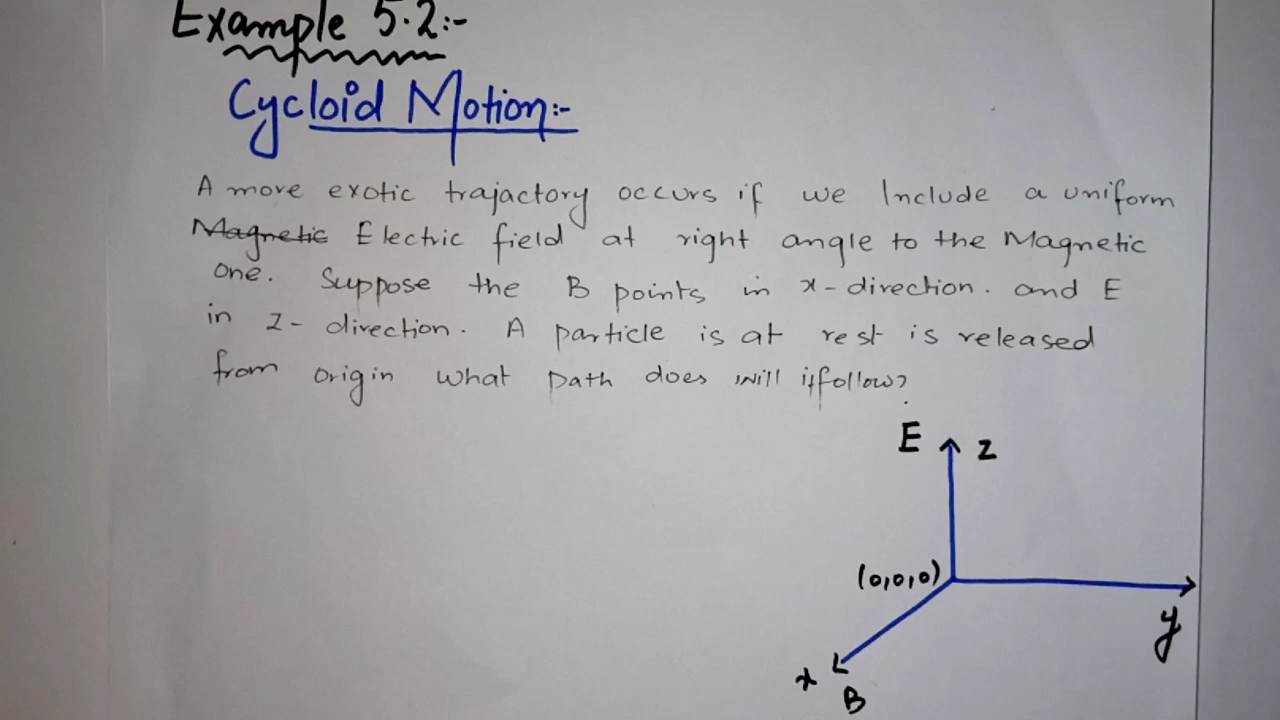 Example 5.2:-
Cycloid Motion:-
A more exotic trajactory occurs if we Include a uniform
Magnetic Electric field at right angle to the Magnetic
one. Suppose the B points in x-direction. and E
in z-direction. A particle is at rest is released
from origin what path does will it follow?
E z
(0,0,0)
y
x
B